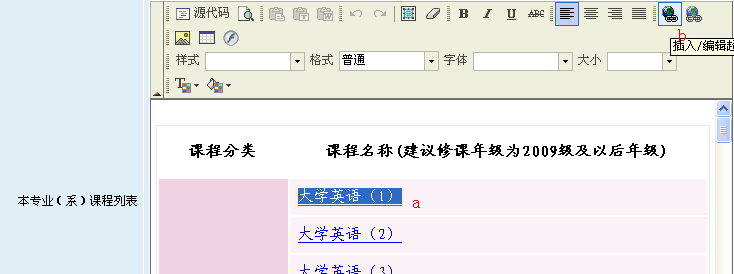 源代码 B I U ABC
b
插入/编辑超
样式 格式 普通 字体 大小
课程分类 课程名称(建议修课年级为2009级及以后年级)
本专业（系）课程列表
大学英语（1） a
大学英语（2）
大学英语（3）